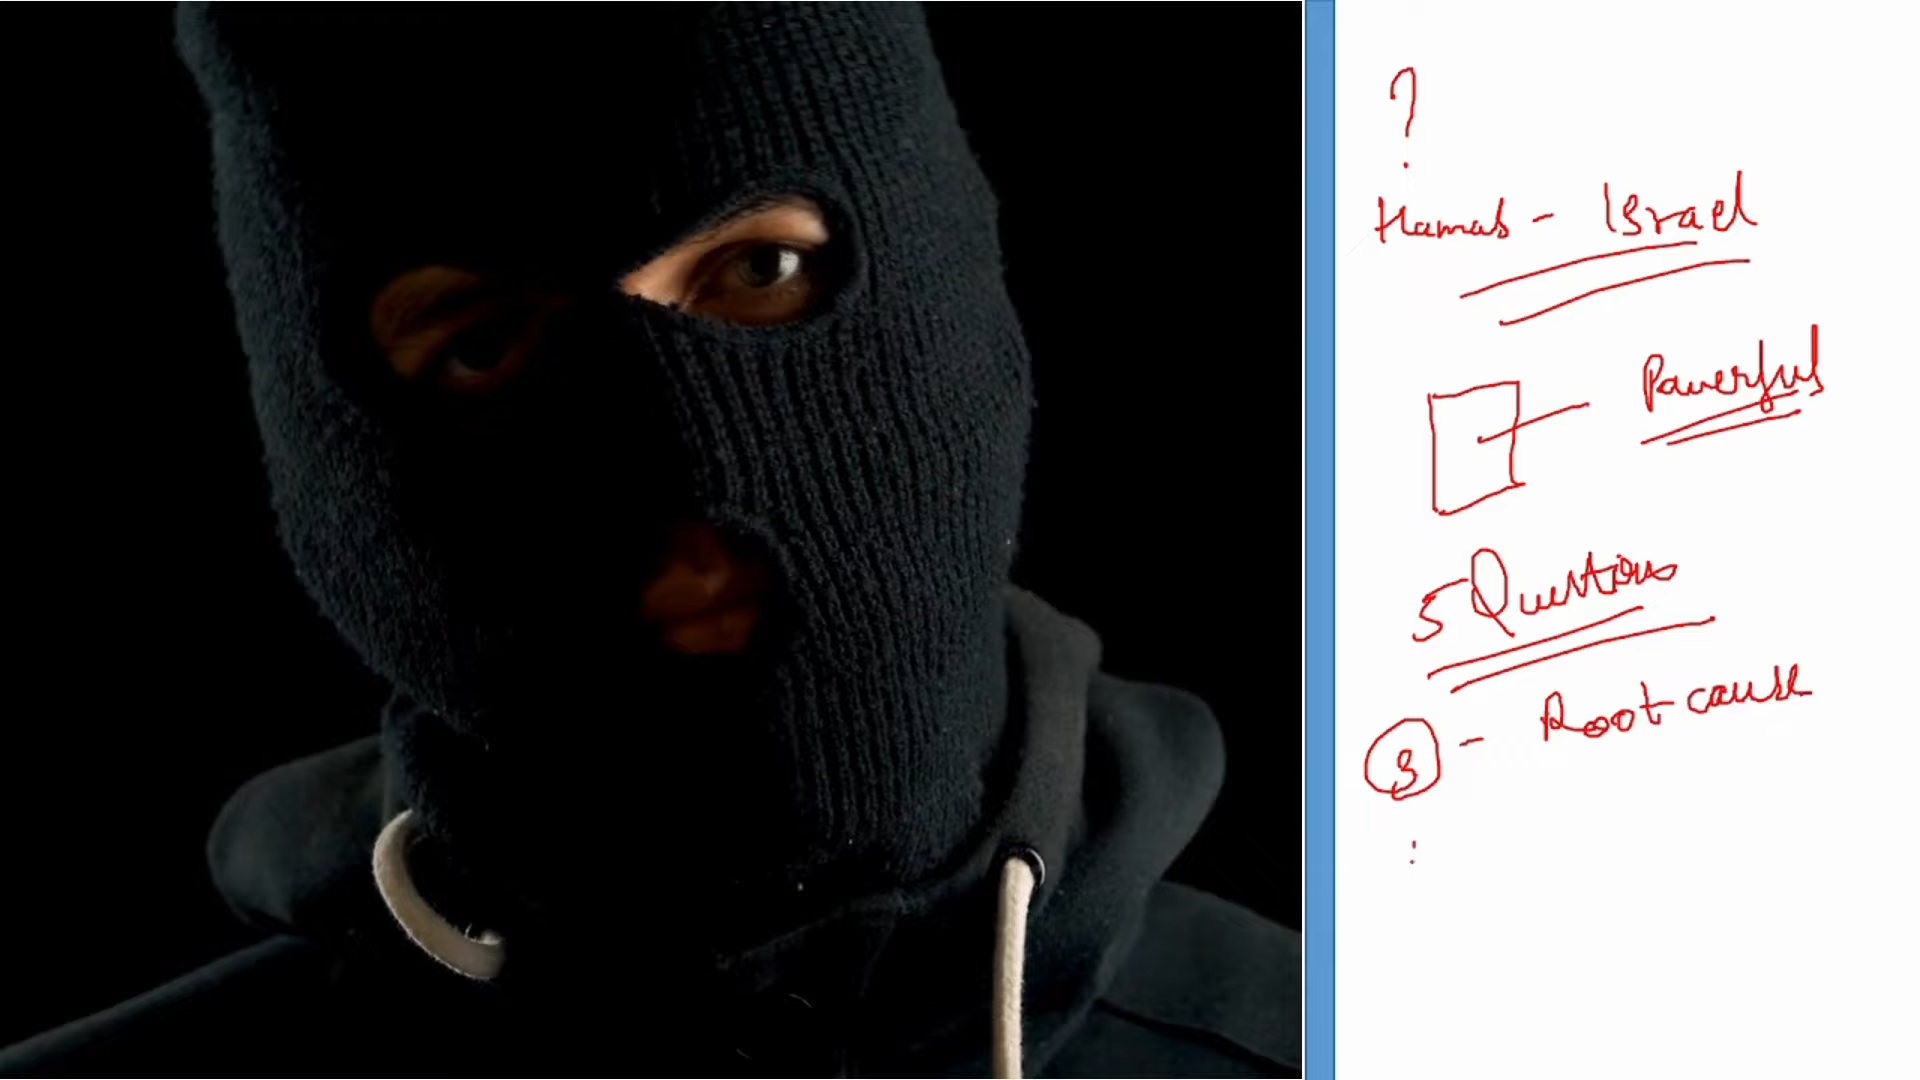 ?
Hamas - Israel
Powerful
5 Questions
3 - Root cause